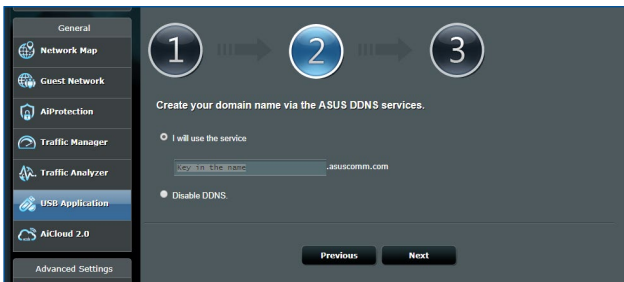 General
Network Map
Guest Network
AiProtection
Traffic Manager
Traffic Analyzer
USB Application
AiCloud 2.0
Advanced Settings
1 2 3
Create your domain name via the ASUS DDNS services.
I will use the service
Key in the name .asuscomm.com
Disable DDNS.
Previous Next